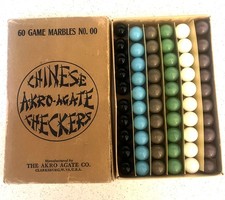 60 GAME MARBLES NO. 00
CHINESE
AKRO-AGATE
CHECKERS
Manufactured by
THE AKRO AGATE CO.
CLARKSBURG, W. VA., U.S.A.